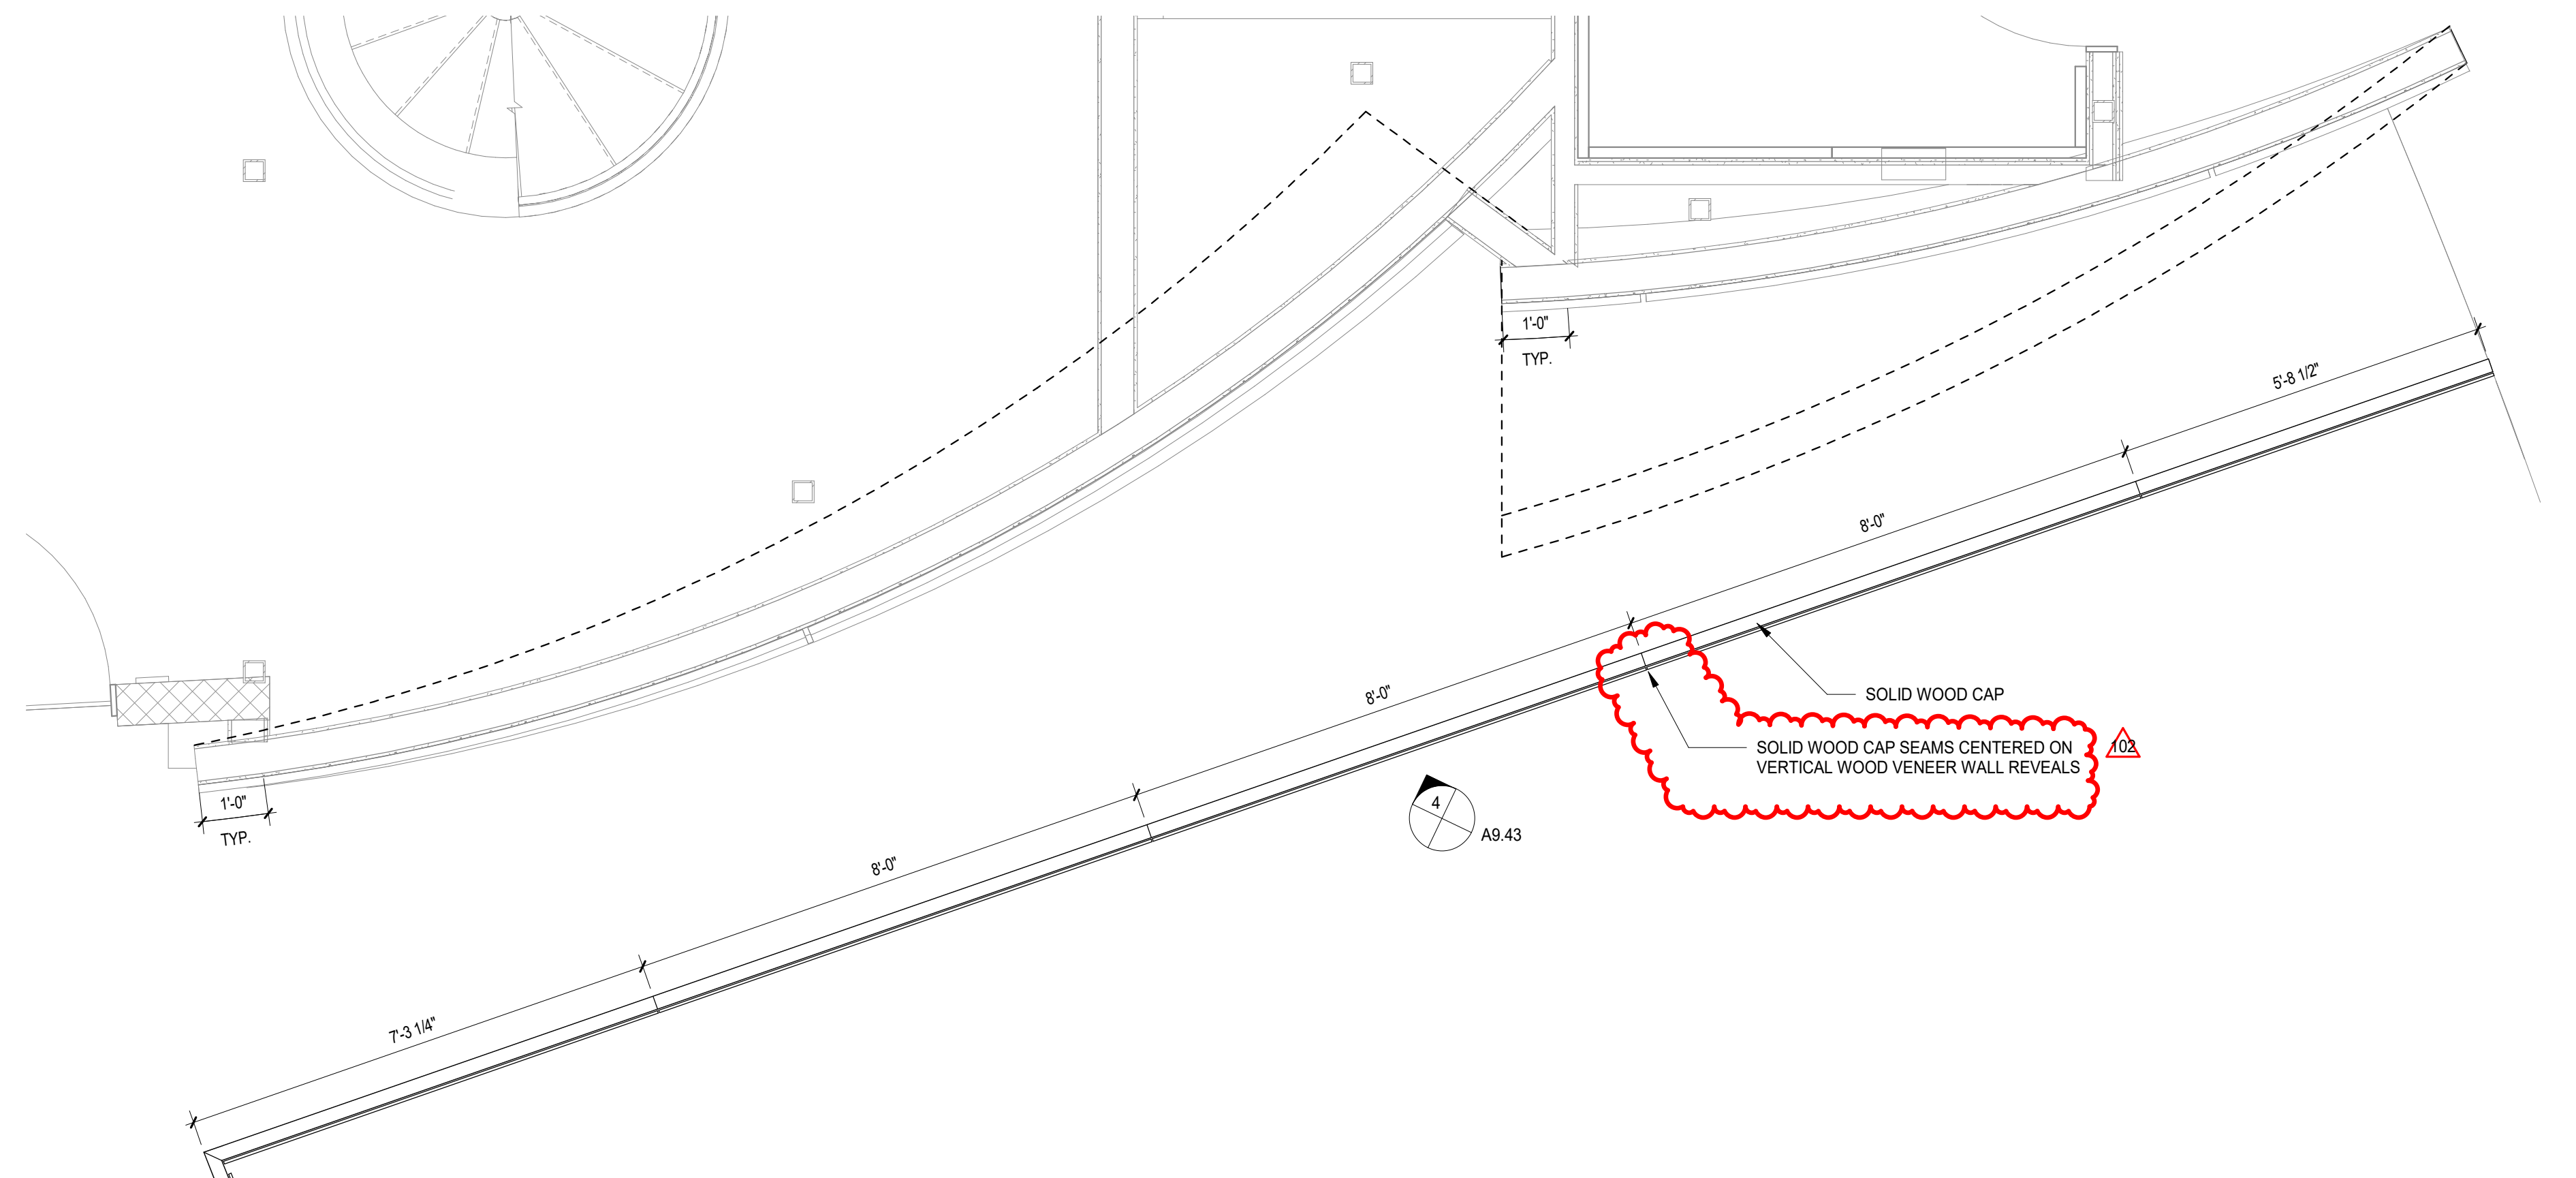 1'-0"
TYP.
5'-8 1/2"
8'-0"
8'-0"
SOLID WOOD CAP
SOLID WOOD CAP SEAMS CENTERED ON
VERTICAL WOOD VENEER WALL REVEALS
102
4
A9.43
1'-0"
TYP.
8'-0"
7'-3 1/4"